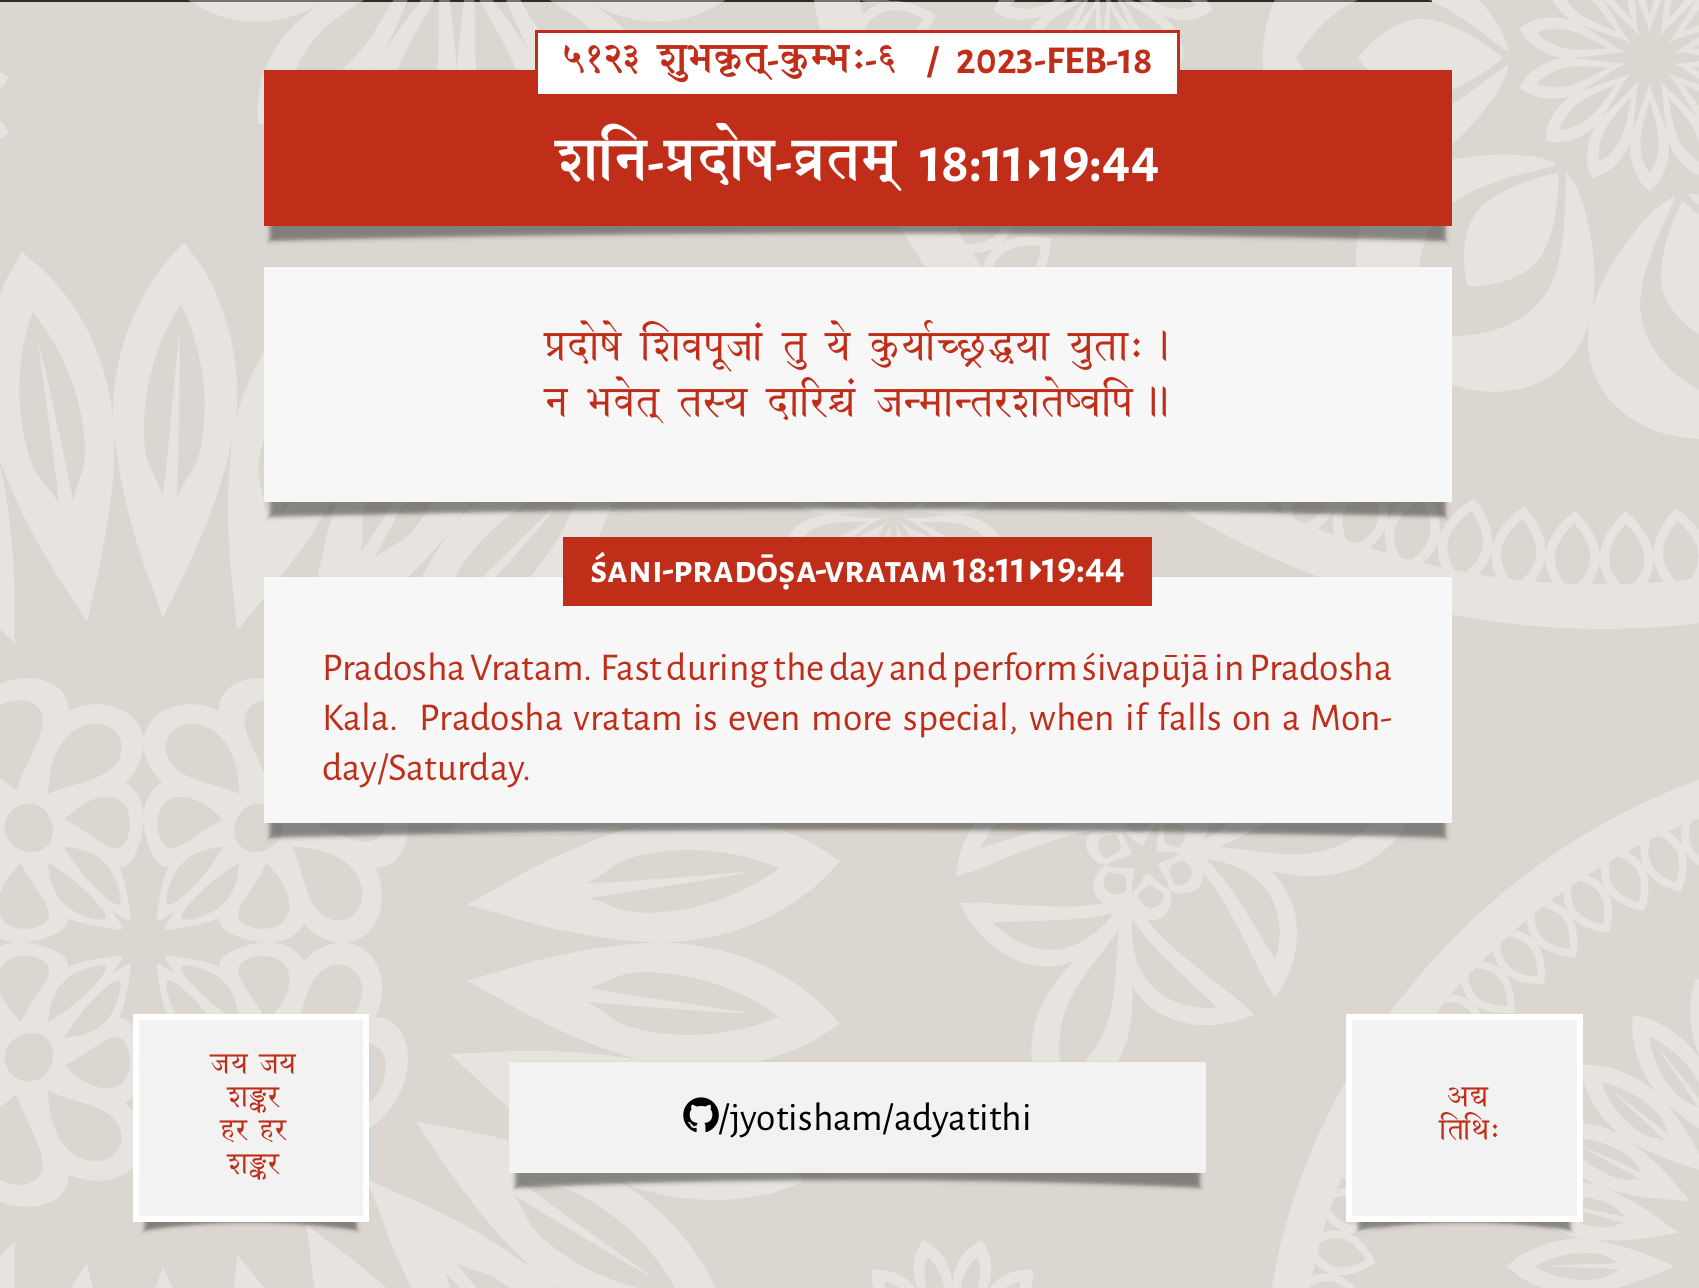 ५१२३ शुभकृत्-कुम्भः-६ / 2023-FEB-18
शनि-प्रदोष-व्रतम् 18:11▸19:44
प्रदोषे शिवपूजां तु ये कुर्याच्छ्रद्धया युताः ।
न भवेत् तस्य दारिद्र्यं जन्मान्तरशतेष्वपि ॥
ŚANI-PRADŌṢA-VRATAM 18:11▸19:44
Pradosha Vratam. Fast during the day and perform śivapūjā in Pradosha
Kala. Pradosha vratam is even more special, when if falls on a Mon-
day/Saturday.
जय जय
शङ्कर
हर हर
शङ्कर
/jyotisham/adyatithi
अद्य
तिथिः